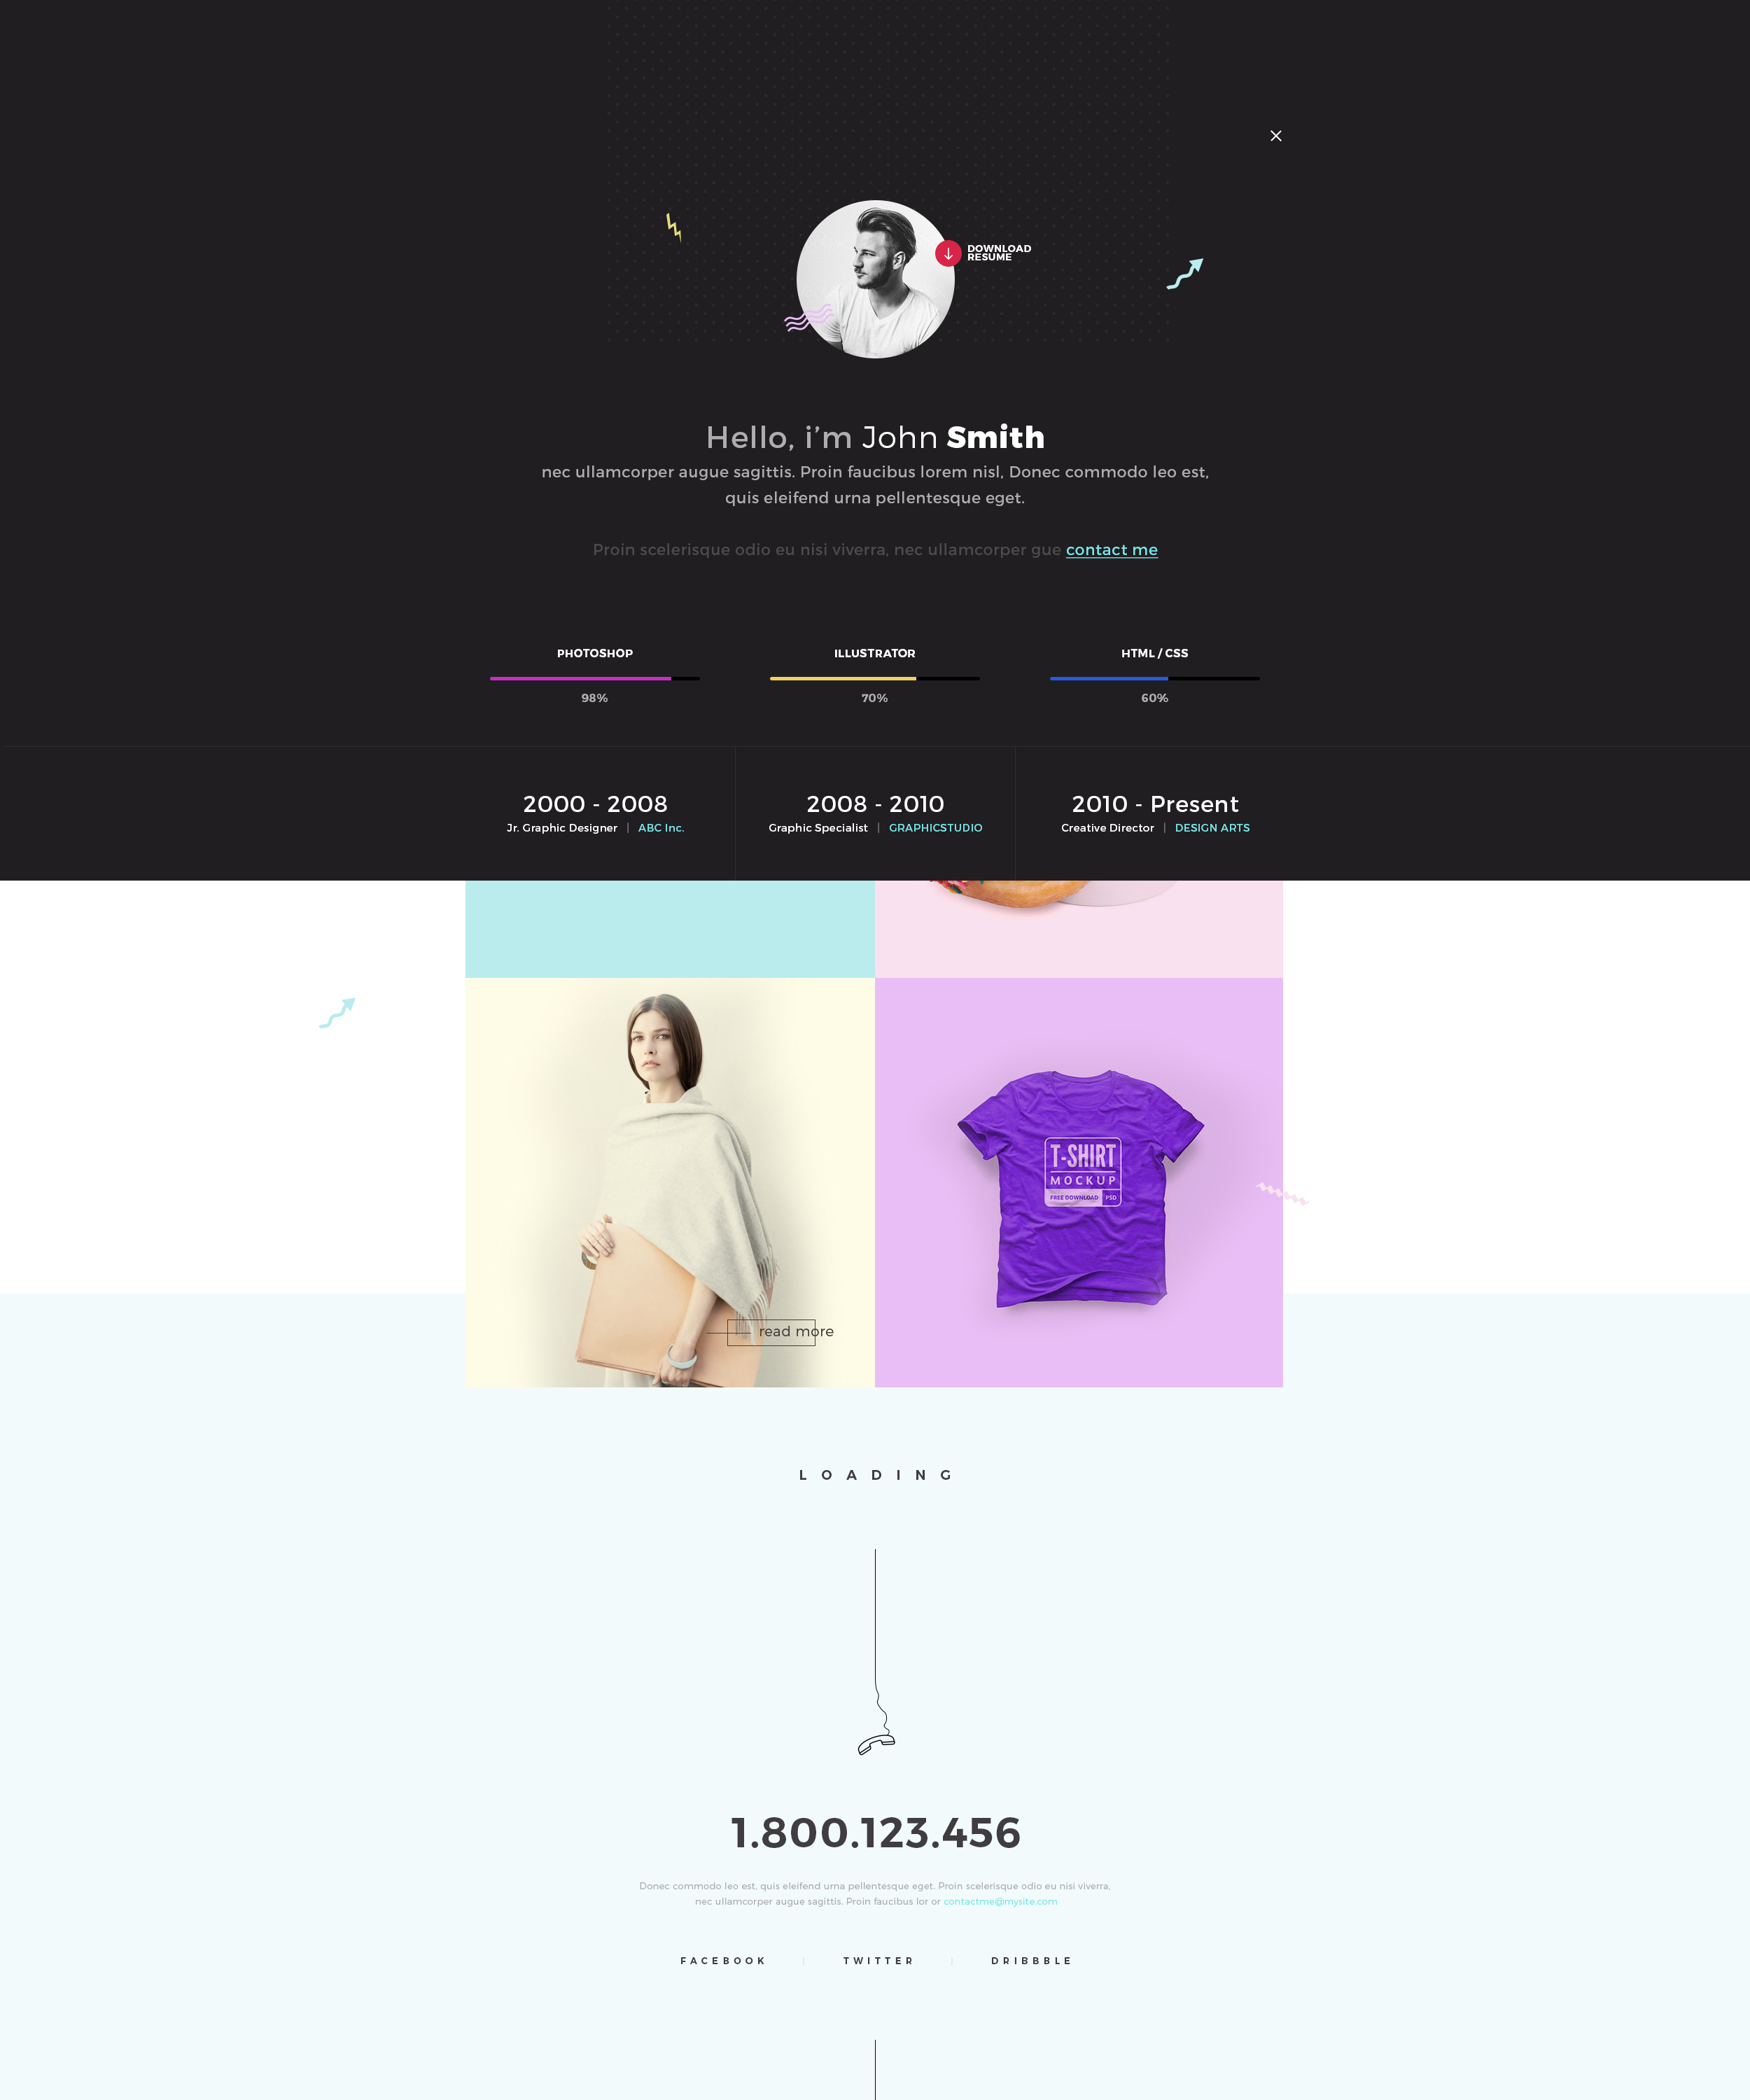 DOWNLOAD
RESUME
Hello, i’m John Smith
nec ullamcorper augue sagittis. Proin faucibus lorem nisl, Donec commodo leo est,
quis eleifend urna pellentesque eget.
Proin scelerisque odio eu nisi viverra, nec ullamcorper gue contact me
PHOTOSHOP
98%
ILLUSTRATOR
70%
HTML / CSS
60%
2000 - 2008
Jr. Graphic Designer | ABC Inc.
2008 - 2010
Graphic Specialist | GRAPHICSTUDIO
2010 - Present
Creative Director | DESIGN ARTS
read more
T-SHIRT
MOCKUP
FREE DOWNLOAD PSD
LOADING
1.800.123.456
Donec commodo leo est, quis eleifend urna pellentesque eget. Proin scelerisque odio eu nisi viverra,
nec ullamcorper augue sagittis. Proin faucibus lor or contactme@mysite.com
FACEBOOK | TWITTER | DRIBBBLE